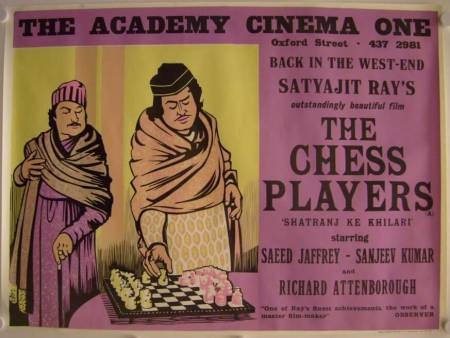 THE ACADEMY CINEMA ONE
Oxford Street · 437 2981
BACK IN THE WEST-END
SATYAJIT RAY'S
outstandingly beautiful film
THE
CHESS
PLAYERS
(A)
'SHATRANJ KE KHILARI'
starring
SAEED JAFFREY - SANJEEV KUMAR
and
RICHARD ATTENBOROUGH
"One of Ray's finest achievements, the work of a
master film-maker" OBSERVER